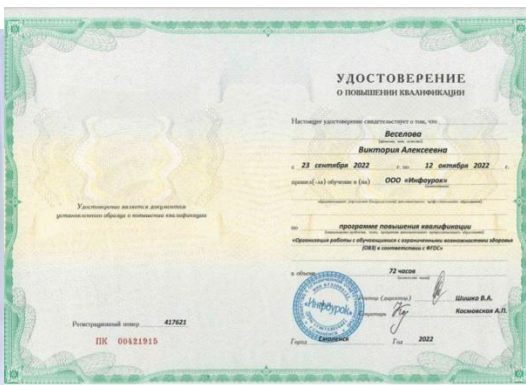 Удостоверение является документом
установленного образца о повышении квалификации
Регистрационный номер 417621
ПК 00421915
УДОСТОВЕРЕНИЕ
О ПОВЫШЕНИИ КВАЛИФИКАЦИИ
Настоящее удостоверение свидетельствует о том, что
Веселова
Виктория Алексеевна
с 23 сентября 2022 г. по 12 октября 2022 г.
прошел(-ла) обучение в (на) ООО «Инфоурок»
по программе повышения квалификации
«Организация работы с обучающимися с ограниченными возможностями здоровья
(ОВЗ) в соответствии с ФГОС»
в объеме 72 часов
«Инфоурок»
Шишко В.А.
Космовская А.П.
Город Смоленск Год 2022